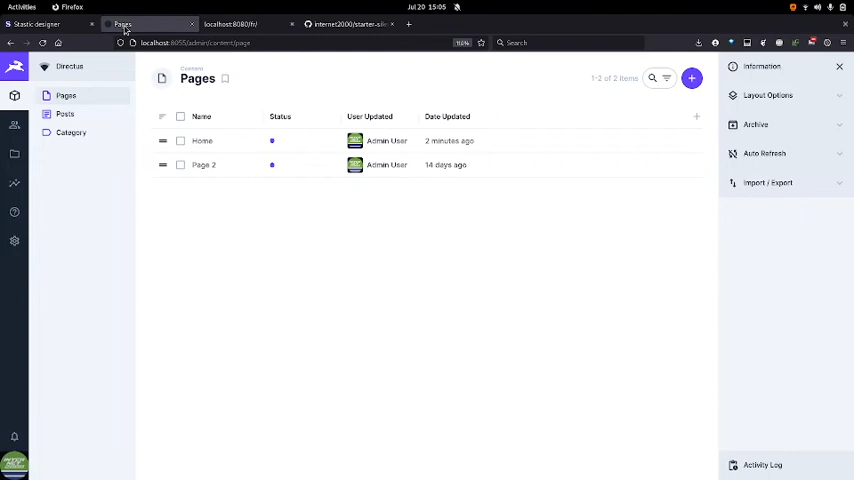 Activities
Firefox
Jul 20 15:05
Stastic designer
Pages
localhost:8080/fr/
localhost:8055/admin/content/page
110%
Search
Directus
Content
Pages
1-2 of 2 items
Information
Pages
Posts
Category
Name
Status
User Updated
Date Updated
Home
Admin User
2 minutes ago
Page 2
Admin User
14 days ago
Layout Options
Archive
Auto Refresh
Import / Export
Activity Log